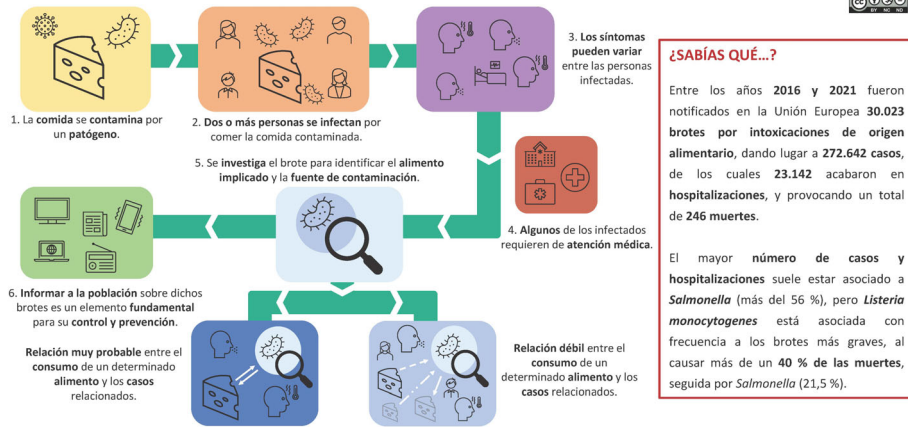 BY NC ND
1. La comida se contamina por
un patógeno.
2. Dos o más personas se infectan por
comer la comida contaminada.
3. Los síntomas
pueden variar
entre las personas
infectadas.
4. Algunos de los infectados
requieren de atención médica.
5. Se investiga el brote para identificar el alimento
implicado y la fuente de contaminación.
6. Informar a la población sobre dichos
brotes es un elemento fundamental
para su control y prevención.
Relación muy probable entre el
consumo de un determinado
alimento y los casos
relacionados.
Relación débil entre el
consumo de un
determinado alimento y los
casos relacionados.
¿SABÍAS QUÉ...?
Entre los años 2016 y 2021 fueron
notificados en la Unión Europea 30.023
brotes por intoxicaciones de origen
alimentario, dando lugar a 272.642 casos,
de los cuales 23.142 acabaron en
hospitalizaciones, y provocando un total
de 246 muertes.
El mayor número de casos y
hospitalizaciones suele estar asociado a
Salmonella (más del 56 %), pero Listeria
monocytogenes está asociada con
frecuencia a los brotes más graves, al
causar más de un 40 % de las muertes,
seguida por Salmonella (21,5 %).